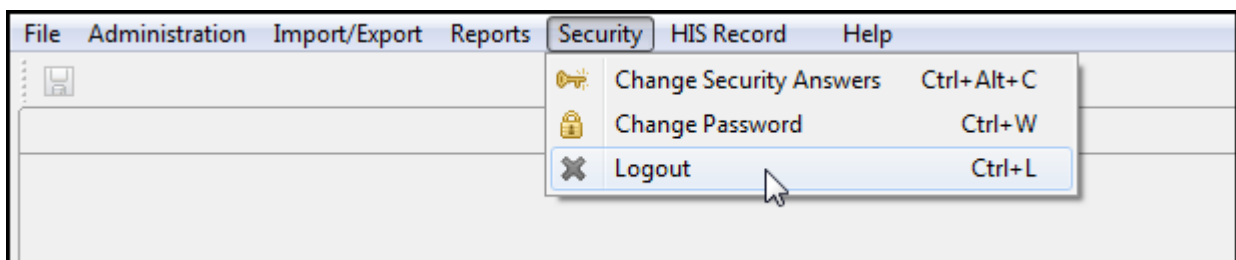 File Administration Import/Export Reports Security HIS Record Help
Change Security Answers Ctrl+Alt+C
Change Password Ctrl+W
Logout Ctrl+L